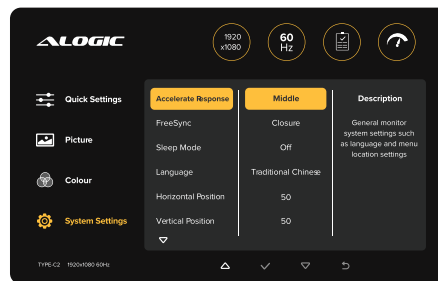 ALOGIC
1920
x1080
60
Hz
Quick Settings
Picture
Colour
System Settings
Accelerate Response
Middle
FreeSync
Closure
Sleep Mode
Off
Language
Traditional Chinese
Horizontal Position
50
Vertical Position
50
Description
General monitor
system settings such
as language and menu
location settings
TYPE-C2 1920x1080 60Hz